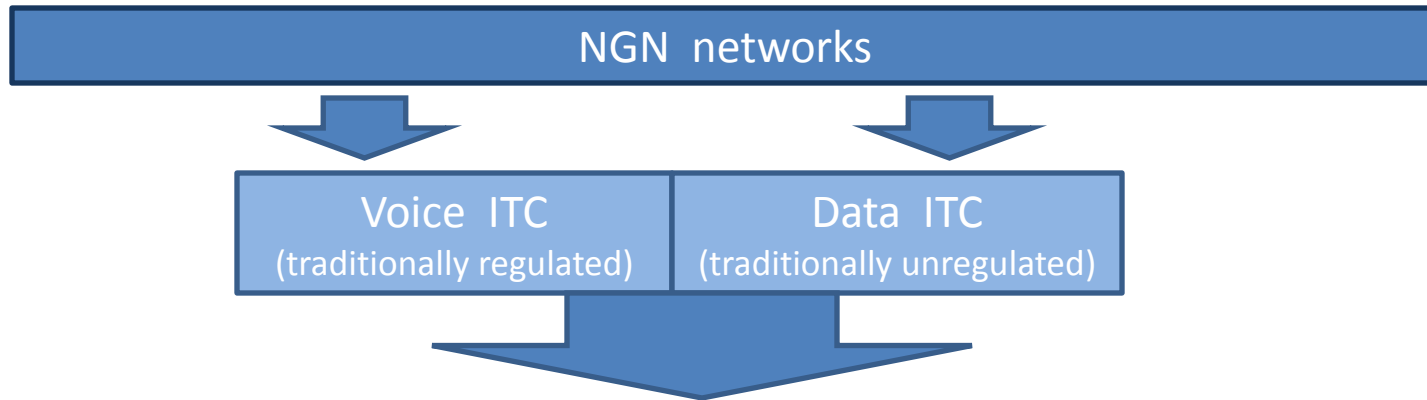 NGN networks
Voice ITC
(traditionally regulated)
Data ITC
(traditionally unregulated)